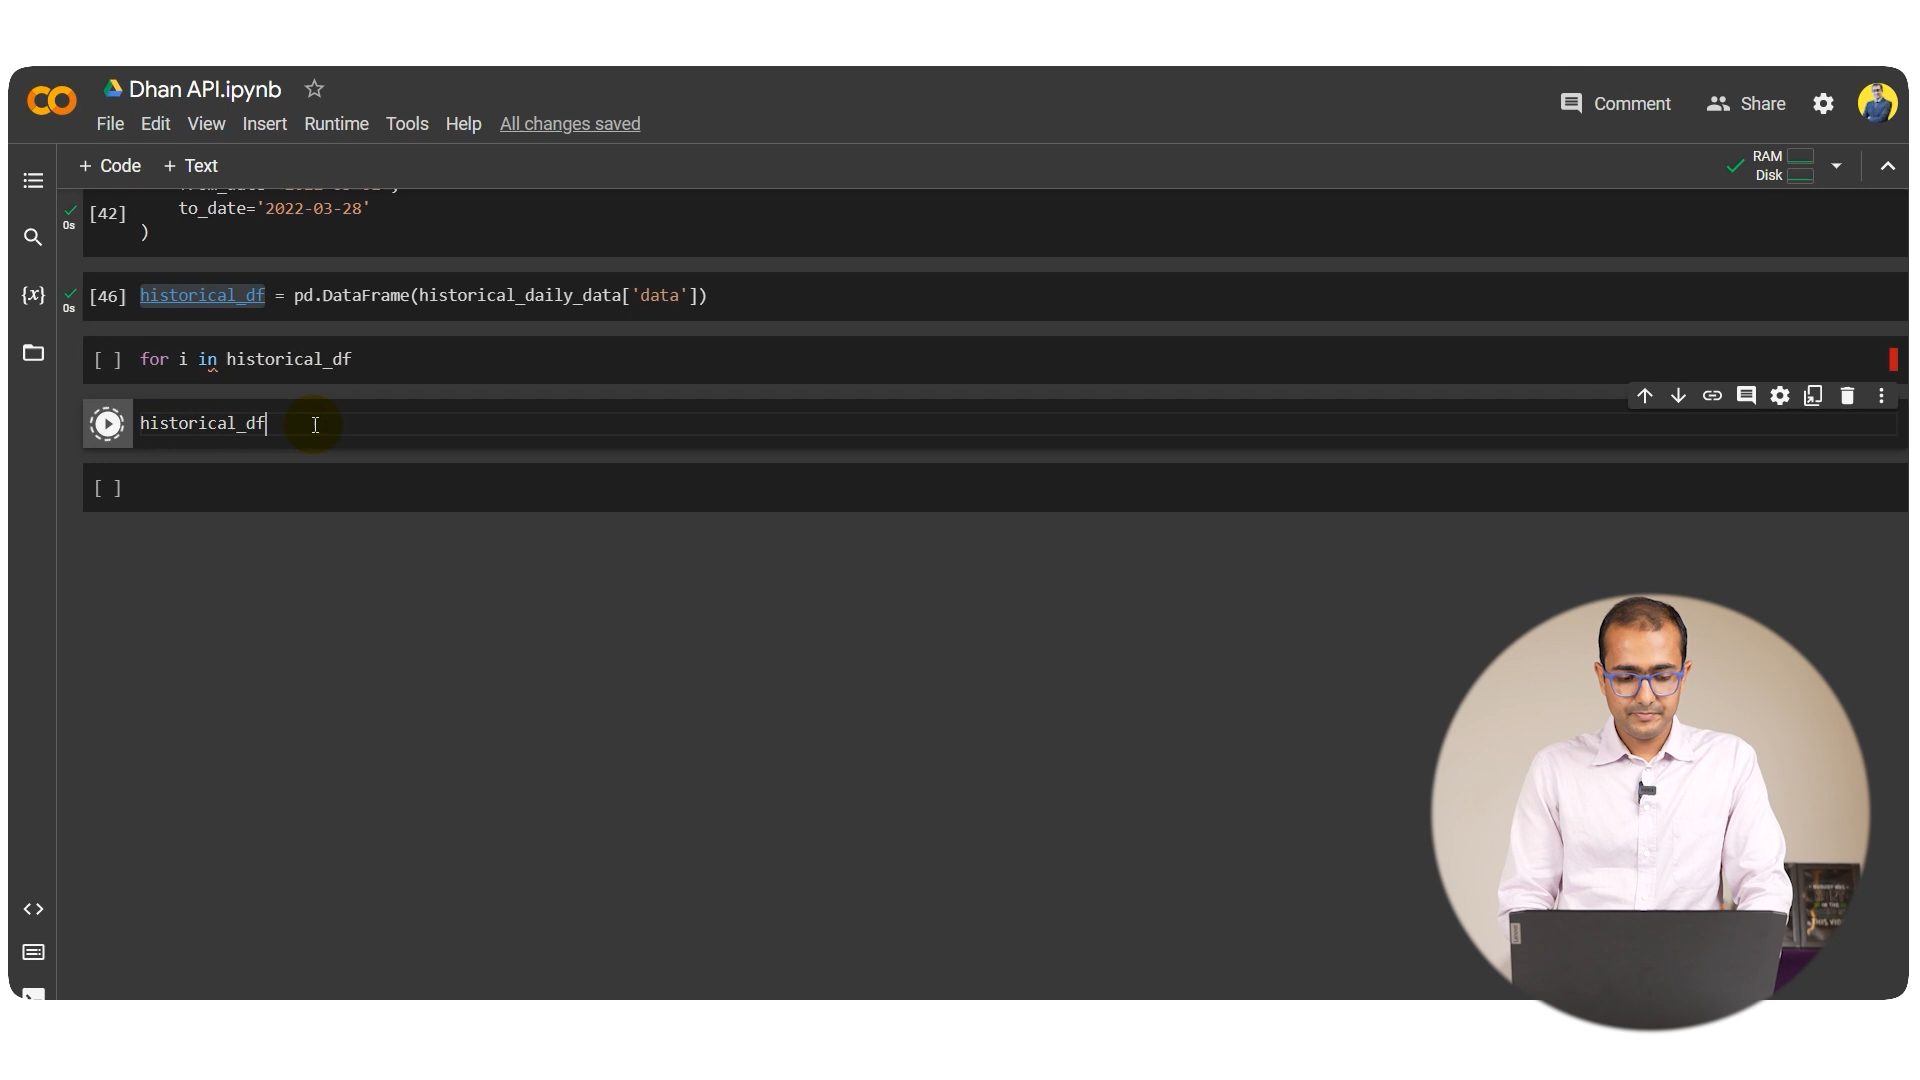 Dhan API.ipynb
File Edit View Insert Runtime Tools Help All changes saved
Comment Share
+ Code + Text
RAM
Disk
[42]
0s
to_date='2022-03-28'
)
[46] historical_df = pd.DataFrame(historical_daily_data['data'])
0s
[ ] for i in historical_df
historical_df
[ ]
{x}